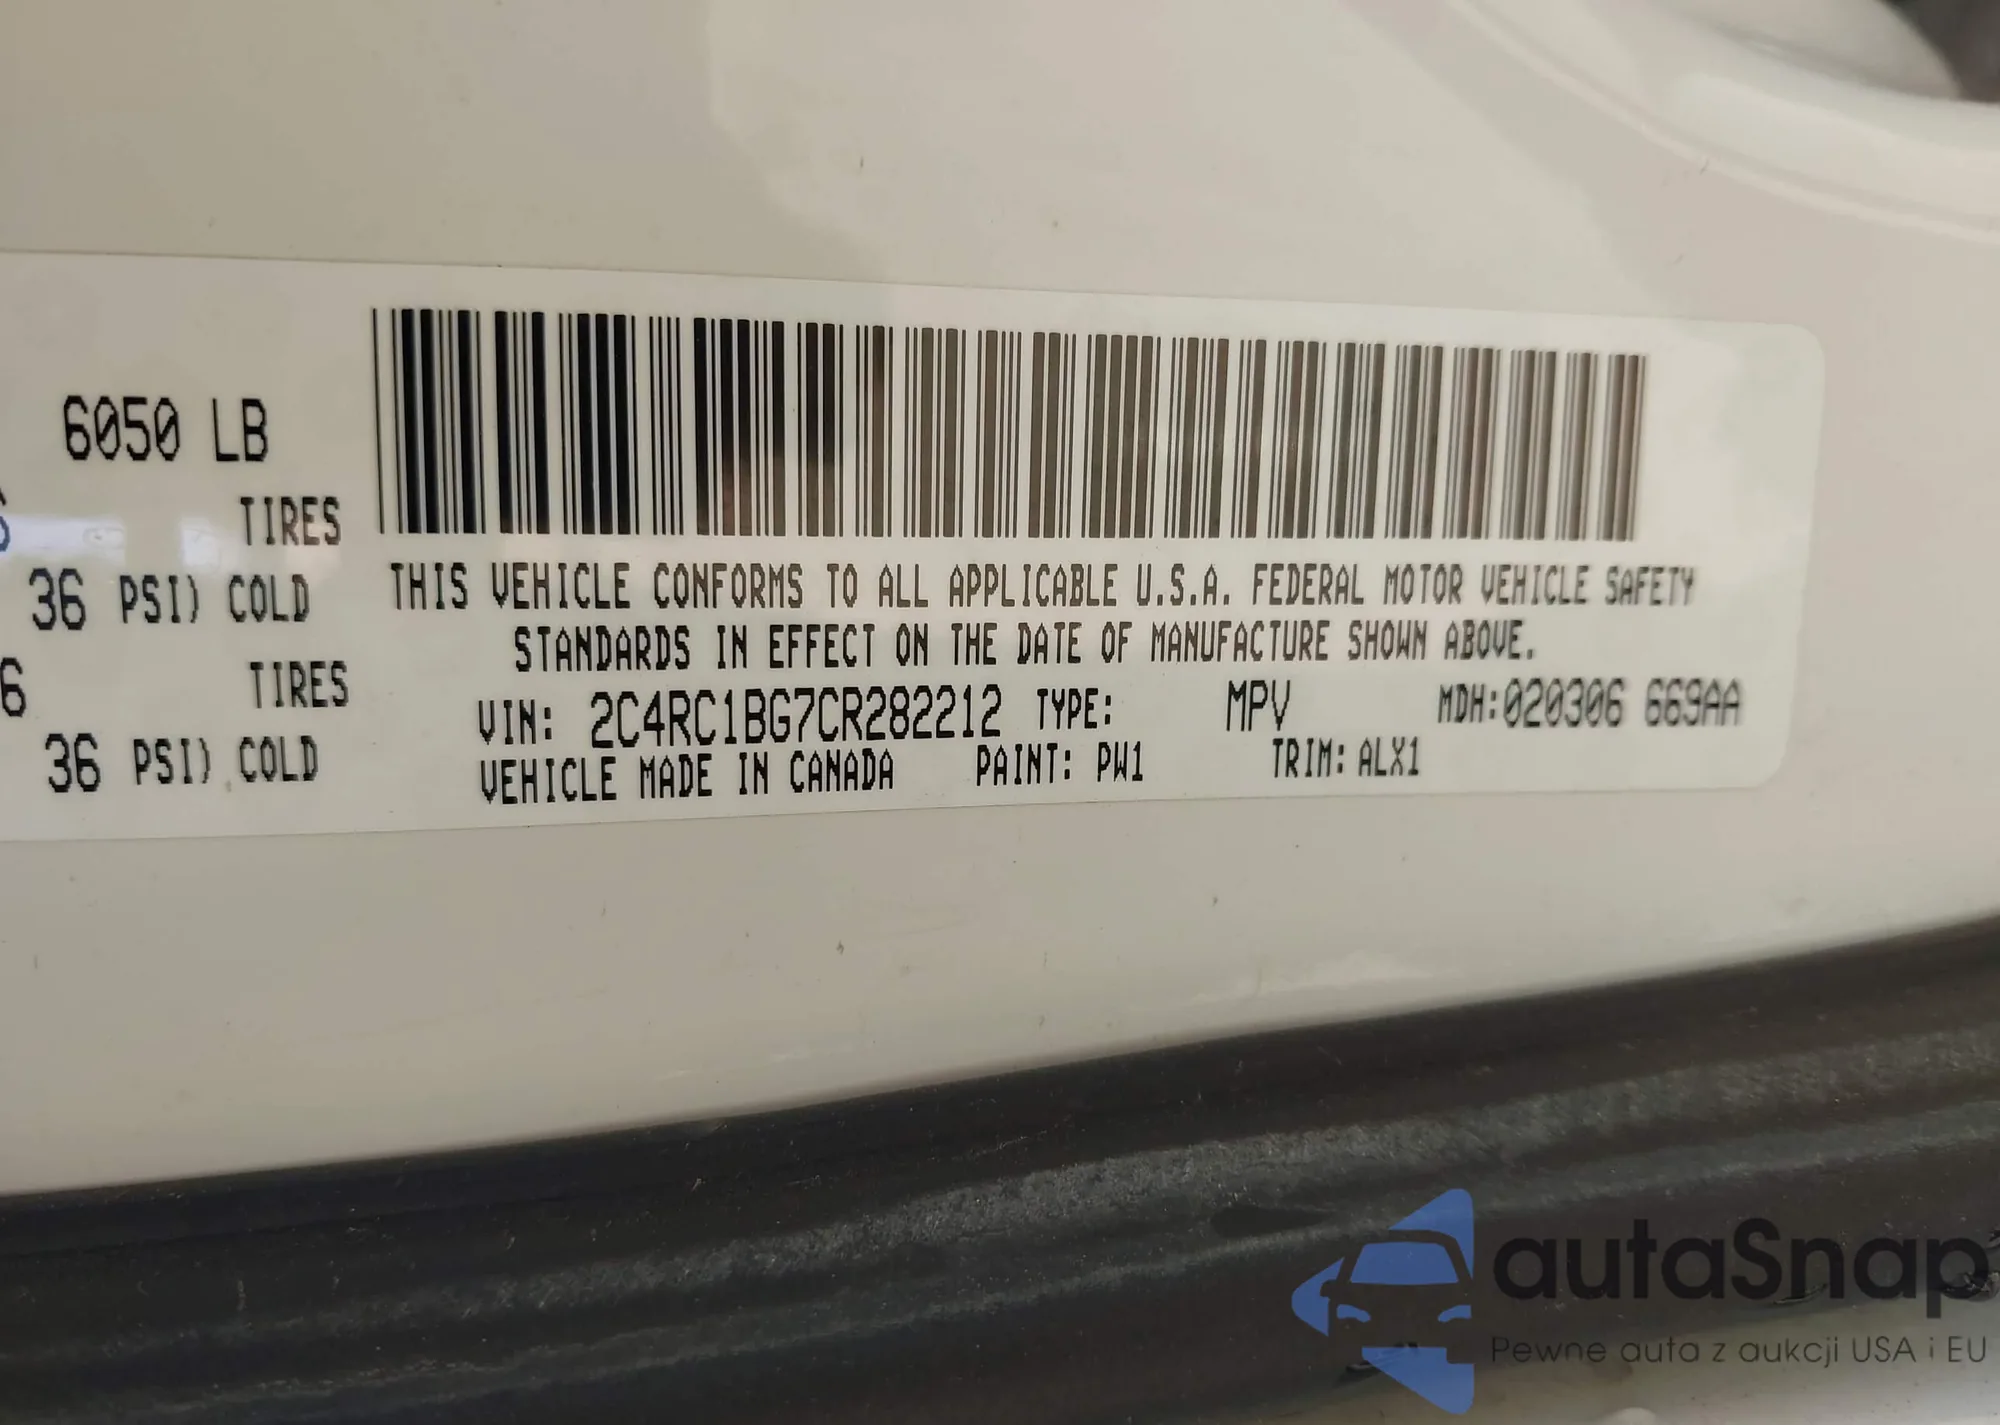 6050 LB
TIRES
36 PSI) COLD
6 TIRES
36 PSI) COLD
THIS VEHICLE CONFORMS TO ALL APPLICABLE U.S.A. FEDERAL MOTOR VEHICLE SAFETY
STANDARDS IN EFFECT ON THE DATE OF MANUFACTURE SHOWN ABOVE.
VIN: 2C4RC1BG7CR282212 TYPE: MPV MDH:020306 669AA
VEHICLE MADE IN CANADA PAINT: PW1 TRIM: ALX1
autaSnap
Pewne auta z aukcji USA i EU